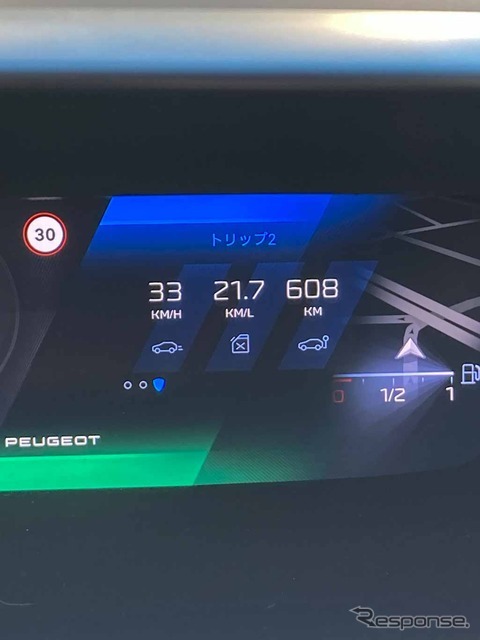 30
トリップ2
33 21.7 608
KM/H KM/L KM
0 1/2 1
PEUGEOT
Response.